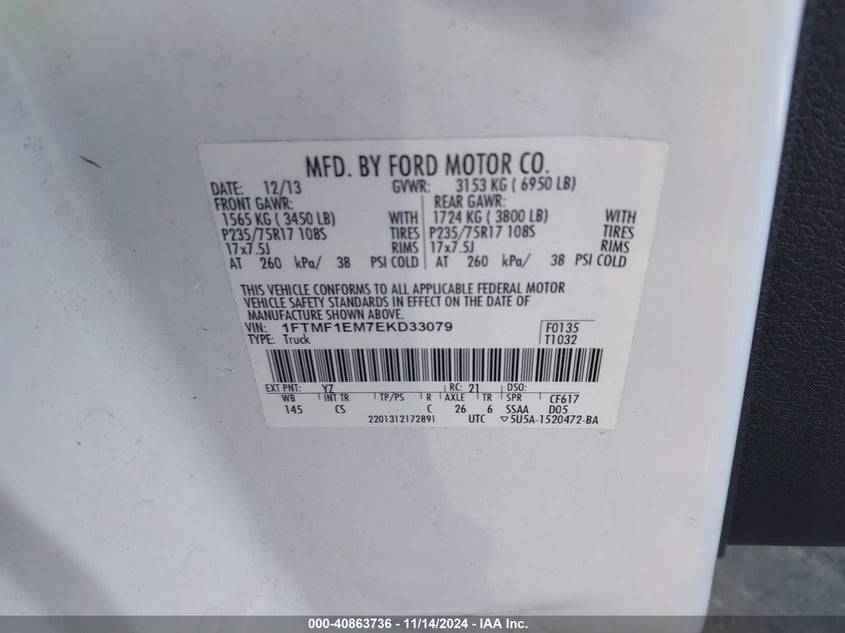 MFD. BY FORD MOTOR CO.
DATE: 12/13 GVWR: 3153 KG ( 6950 LB)
FRONT GAWR: REAR GAWR:
1565 KG ( 3450 LB) WITH 1724 KG ( 3800 LB) WITH
P235/75R17 108S TIRES P235/75R17 108S TIRES
17x7.5J RIMS 17x7.5J RIMS
AT 260 kPa/ 38 PSI COLD AT 260 kPa/ 38 PSI COLD
THIS VEHICLE CONFORMS TO ALL APPLICABLE FEDERAL MOTOR
VEHICLE SAFETY STANDARDS IN EFFECT ON THE DATE OF
MANUFACTURE SHOWN ABOVE.
VIN: 1FTMF1EM7EKD33079 F0135
TYPE: Truck T1032
EXT PNT: YZ RC: 21 DSO:
WB INT TR TP/PS R AXLE TR SPR CF617
145 CS C 26 6 SSAA D05
2201312172891 UTC ▽5U5A-1520472-BA
000-40863736 - 11/14/2024 - IAA Inc.